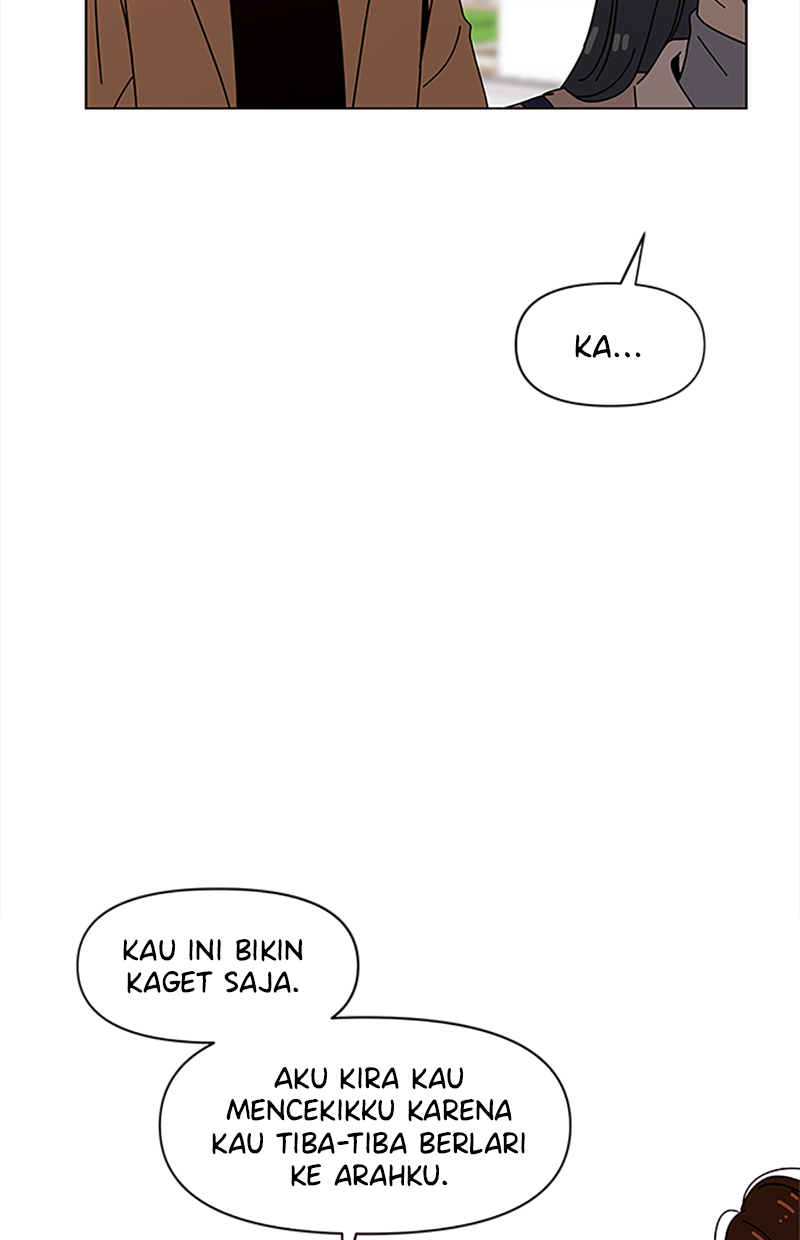 KA...
KAU INI BIKIN
KAGET SAJA.
AKU KIRA KAU
MENCEKIKKU KARENA
KAU TIBA-TIBA BERLARI
KE ARAHKU.